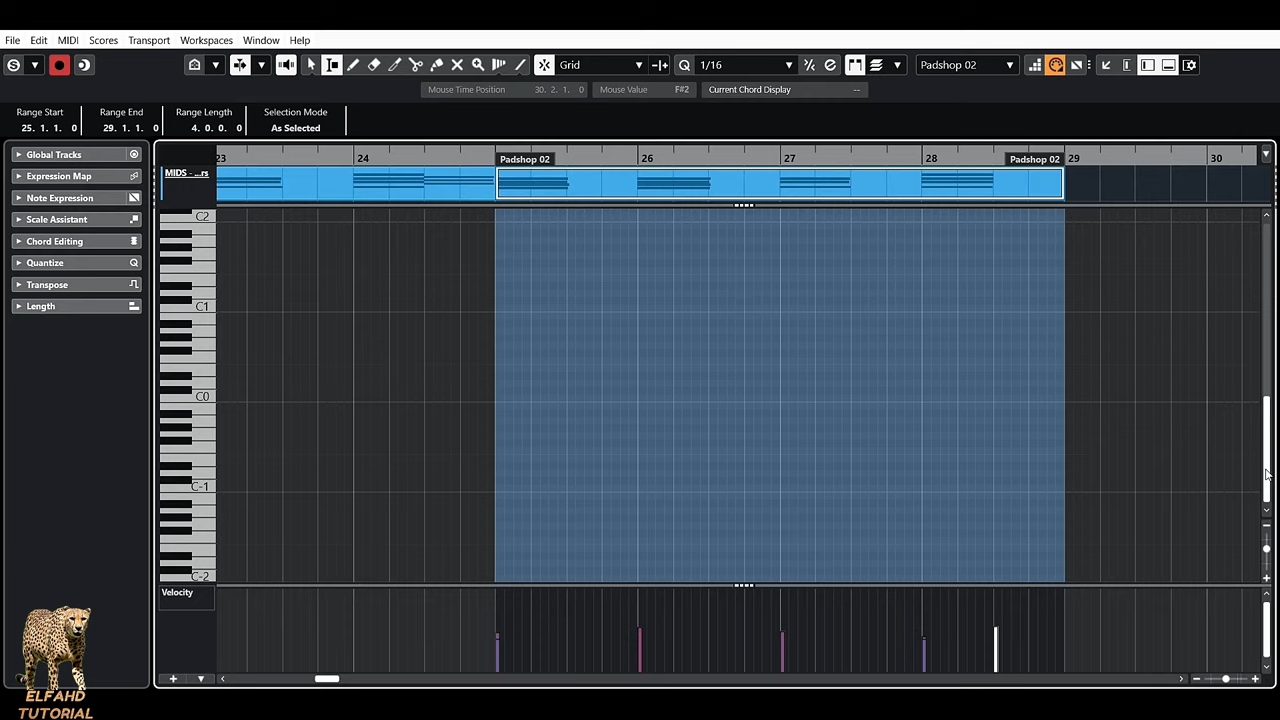 File Edit MIDI Scores Transport Workspaces Window Help
Grid 1/16 Padshop 02
Mouse Time Position 30. 2. 1. 0 Mouse Value F#2 Current Chord Display --
Range Start Range End Range Length Selection Mode
25. 1. 1. 0 29. 1. 1. 0 4. 0. 0. 0 As Selected
Global Tracks
Expression Map
Note Expression
Scale Assistant
Chord Editing
Quantize
Transpose
Length
23 24 Padshop 02 26 27 28 Padshop 02 29 30
MIDS - ...rs
C2
C1
C0
C-1
C-2
Velocity
ELFAHD
TUTORIAL